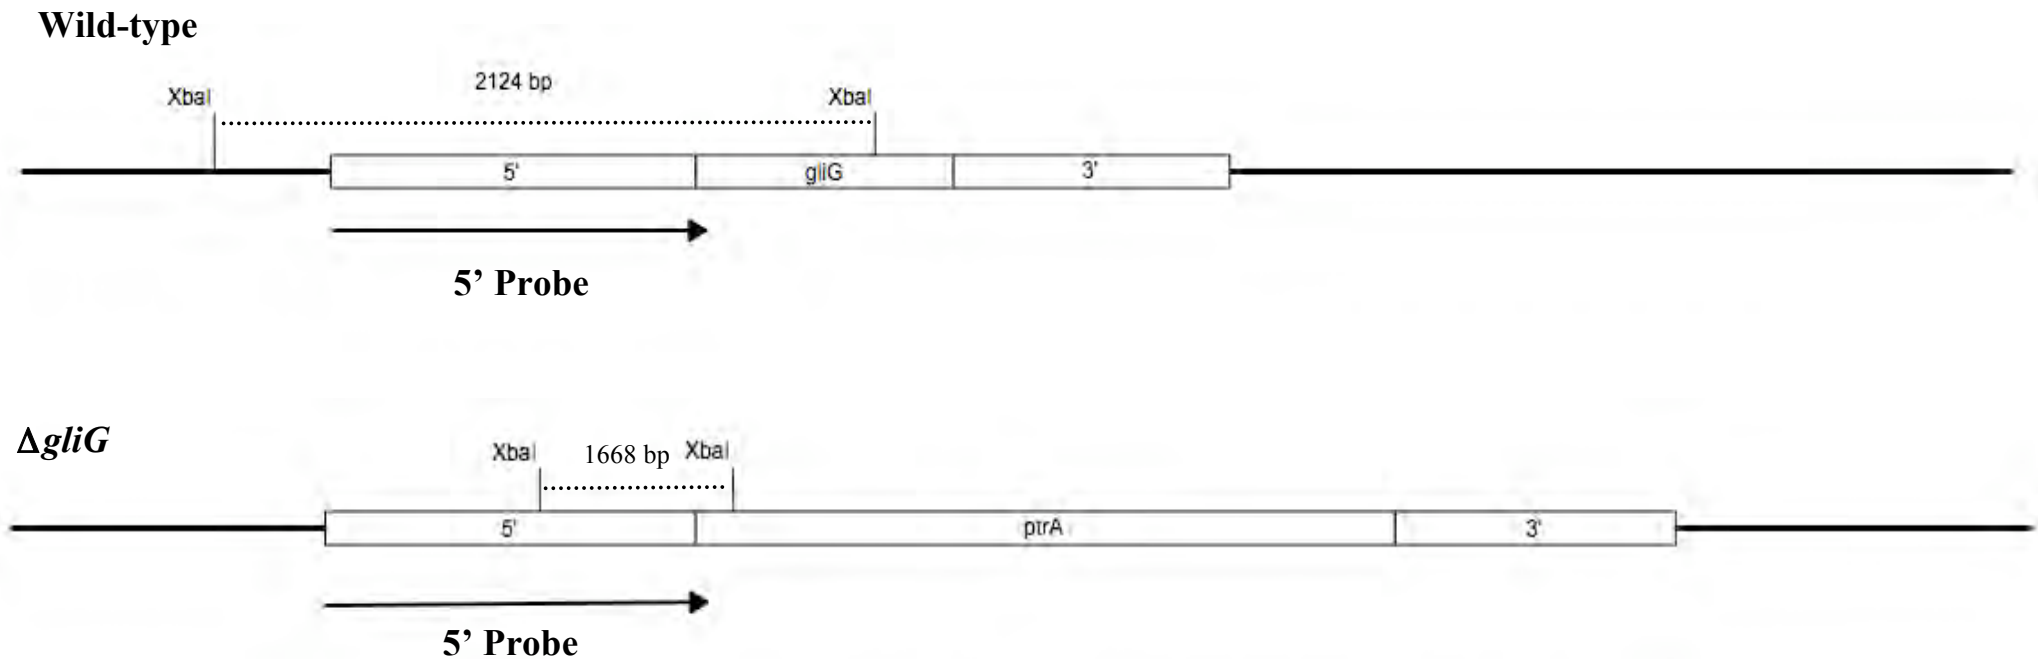 Wild-type
2124 bp
XbaI XbaI
5' gliG 3'
5’ Probe
ΔgliG
XbaI 1668 bp XbaI
5' ptrA 3'
5’ Probe